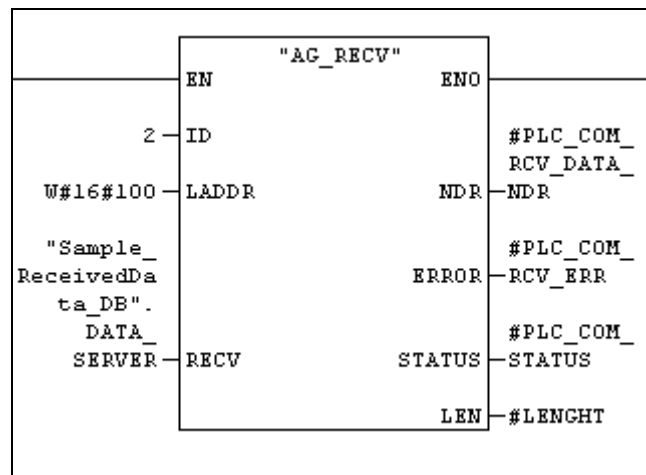 "AG_RECV"
EN ENO
2 ID #PLC_COM_
RCV_DATA_
W#16#100 LADDR NDR NDR
"Sample_ #PLC_COM_
ReceivedDa ERROR RCV_ERR
ta_DB".
DATA_ #PLC_COM_
SERVER RECV STATUS STATUS
LEN #LENGHT